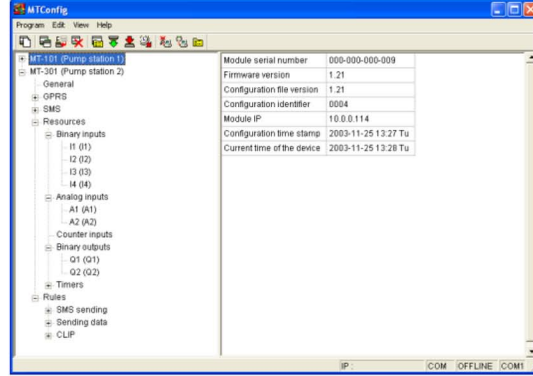 MTConfig
Program Edit View Help
MT-101 (Pump station 1)
MT-301 (Pump station 2)
General
GPRS
SMS
Resources
Binary inputs
I1 (I1)
I2 (I2)
I3 (I3)
I4 (I4)
Analog inputs
A1 (A1)
A2 (A2)
Counter inputs
Binary outputs
Q1 (Q1)
Q2 (Q2)
Timers
Rules
SMS sending
Sending data
CLIP
Module serial number 000-000-000-009
Firmware version 1.21
Configuration file version 1.21
Configuration identifier 0004
Module IP 10.0.0.114
Configuration time stamp 2003-11-25 13:27 Tu
Current time of the device 2003-11-25 13:28 Tu
IP : COM OFFLINE COM1